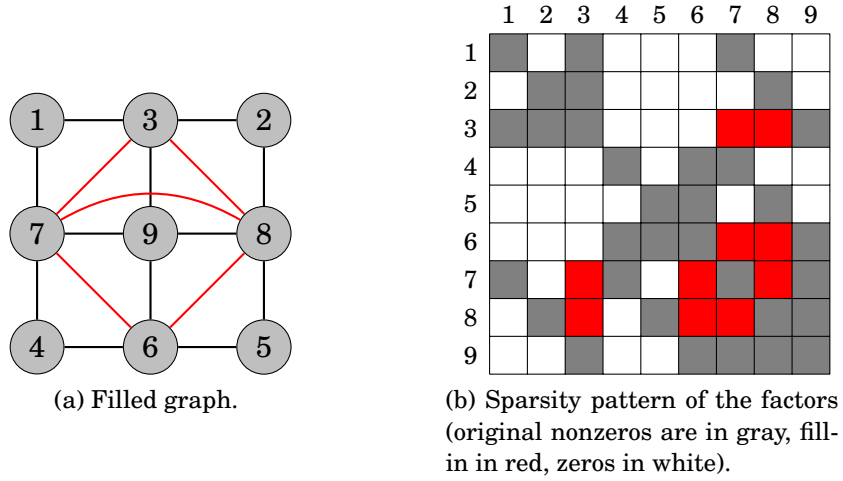 1 3 2
7 9 8
4 6 5
(a) Filled graph.
1 2 3 4 5 6 7 8 9
1
2
3
4
5
6
7
8
9
(b) Sparsity pattern of the factors
(original nonzeros are in gray, fill-
in in red, zeros in white).